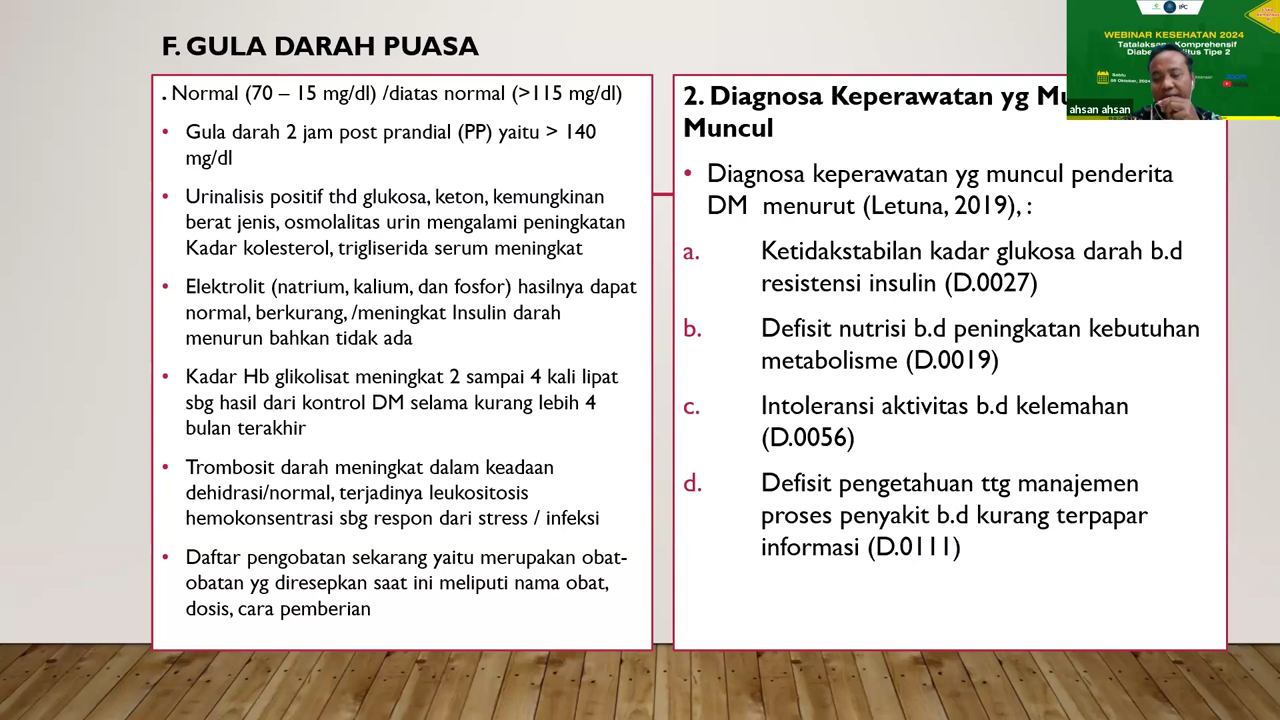 F. GULA DARAH PUASA
. Normal (70 – 15 mg/dl) /diatas normal (>115 mg/dl)
• Gula darah 2 jam post prandial (PP) yaitu > 140
mg/dl
• Urinalisis positif thd glukosa, keton, kemungkinan
berat jenis, osmolalitas urin mengalami peningkatan
Kadar kolesterol, trigliserida serum meningkat
• Elektrolit (natrium, kalium, dan fosfor) hasilnya dapat
normal, berkurang, /meningkat Insulin darah
menurun bahkan tidak ada
• Kadar Hb glikolisat meningkat 2 sampai 4 kali lipat
sbg hasil dari kontrol DM selama kurang lebih 4
bulan terakhir
• Trombosit darah meningkat dalam keadaan
dehidrasi/normal, terjadinya leukositosis
hemokonsentrasi sbg respon dari stress / infeksi
• Daftar pengobatan sekarang yaitu merupakan obat-
obatan yg diresepkan saat ini meliputi nama obat,
dosis, cara pemberian
2. Diagnosa Keperawatan yg
Muncul
• Diagnosa keperawatan yg muncul penderita
DM menurut (Letuna, 2019), :
a. Ketidakstabilan kadar glukosa darah b.d
resistensi insulin (D.0027)
b. Defisit nutrisi b.d peningkatan kebutuhan
metabolisme (D.0019)
c. Intoleransi aktivitas b.d kelemahan
(D.0056)
d. Defisit pengetahuan ttg manajemen
proses penyakit b.d kurang terpapar
informasi (D.0111)
IPC
WEBINAR KESEHATAN 2024
Tatalaksana Komprehensif
Tipe 2
Sabtu
Oktober, 2024
ahsan ahsan